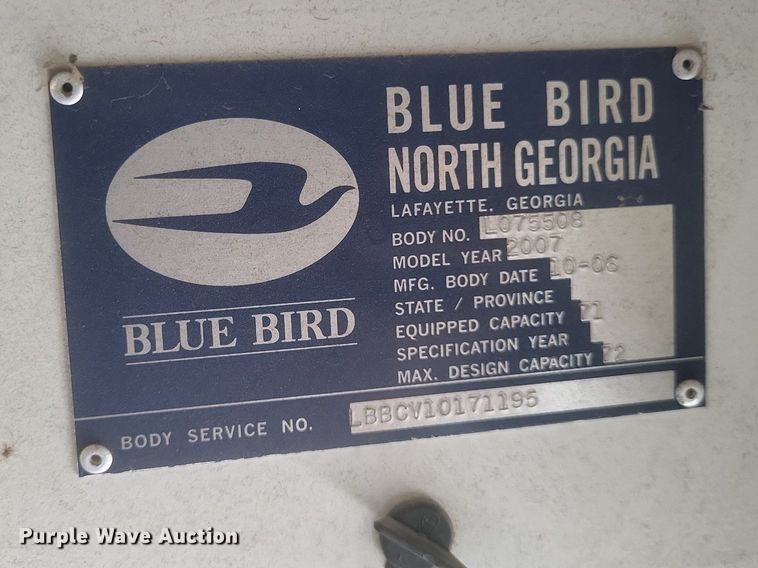 BLUE BIRD
NORTH GEORGIA
LAFAYETTE, GEORGIA
BODY NO. L075508
MODEL YEAR 2007
MFG. BODY DATE 10-06
STATE / PROVINCE
EQUIPPED CAPACITY 71
SPECIFICATION YEAR
MAX. DESIGN CAPACITY 72
BLUE BIRD
BODY SERVICE NO. LBBCV10171195
Purple Wave Auction